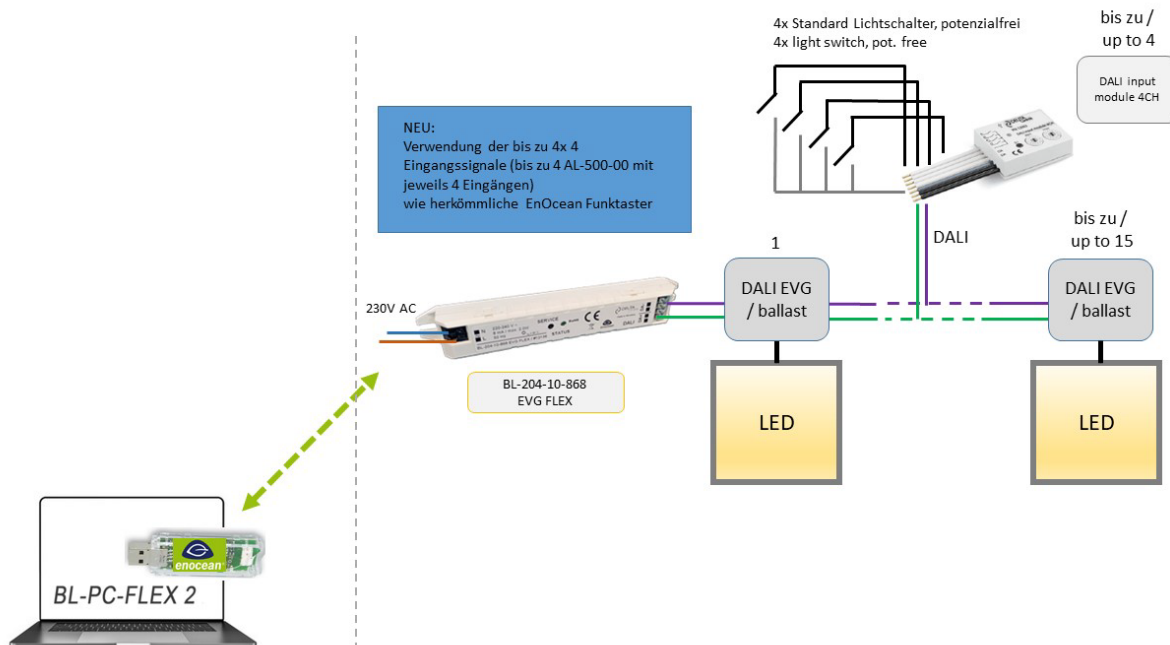 4x Standard Lichtschalter, potenzialfrei
4x light switch, pot. free
bis zu /
up to 4
DALI input
module 4CH
NEU:
Verwendung der bis zu 4x 4
Eingangssignale (bis zu 4 AL-500-00 mit
jeweils 4 Eingängen)
wie herkömmliche EnOcean Funktaster
DALI
1
bis zu /
up to 15
DALI EVG
/ ballast
DALI EVG
/ ballast
230V AC
N
L
SERVICE
STATUS
DALI
BL-204-10-868
EVG FLEX
LED
LED
enocean
BL-PC-FLEX 2